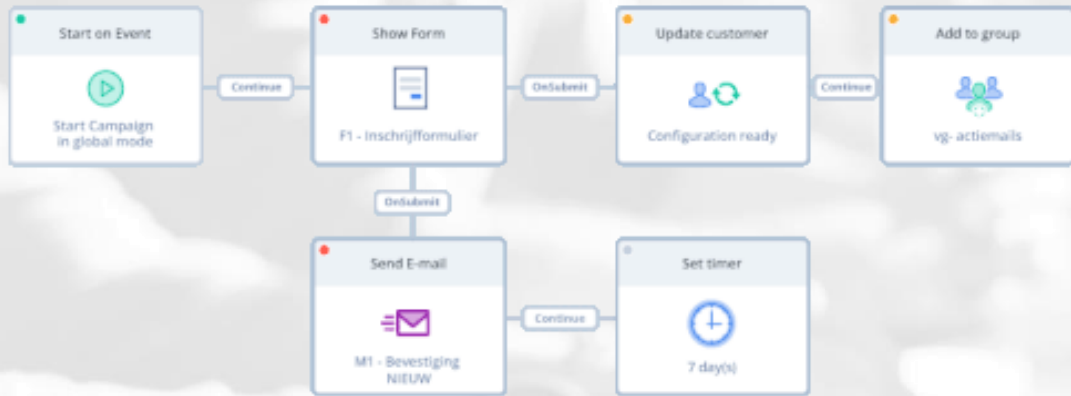 Start on Event
Start Campaign
in global mode
Continue
Show Form
F1 - Inschrijfformulier
OnSubmit
Update customer
Configuration ready
Continue
Add to group
vg- actiemails
OnSubmit
Send E-mail
M1 - Bevestiging
NIEUW
Continue
Set timer
7 day(s)